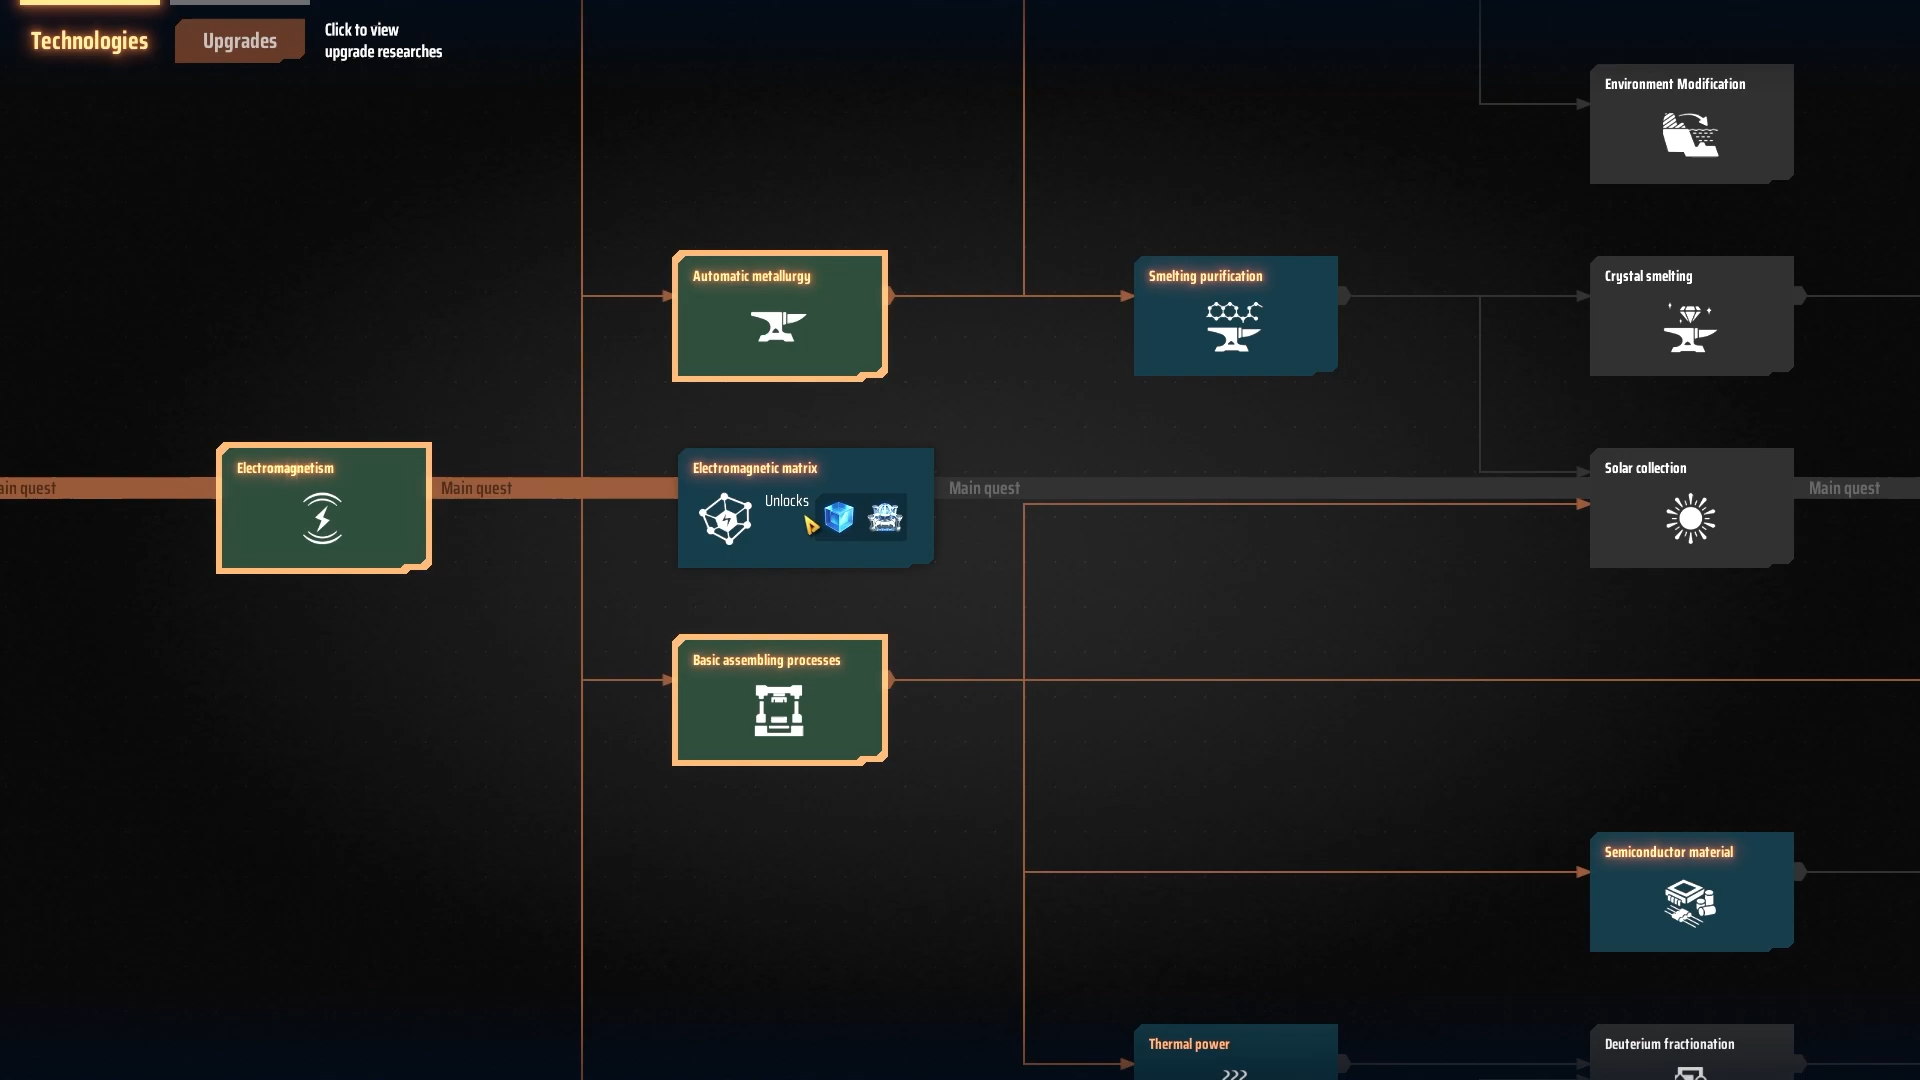 Technologies
Upgrades
Click to view
upgrade researches
Environment Modification
Automatic metallurgy
Smelting purification
Crystal smelting
ain quest
Electromagnetism
Main quest
Electromagnetic matrix
Unlocks
Main quest
Solar collection
Main quest
Basic assembling processes
Semiconductor material
Thermal power
Deuterium fractionation